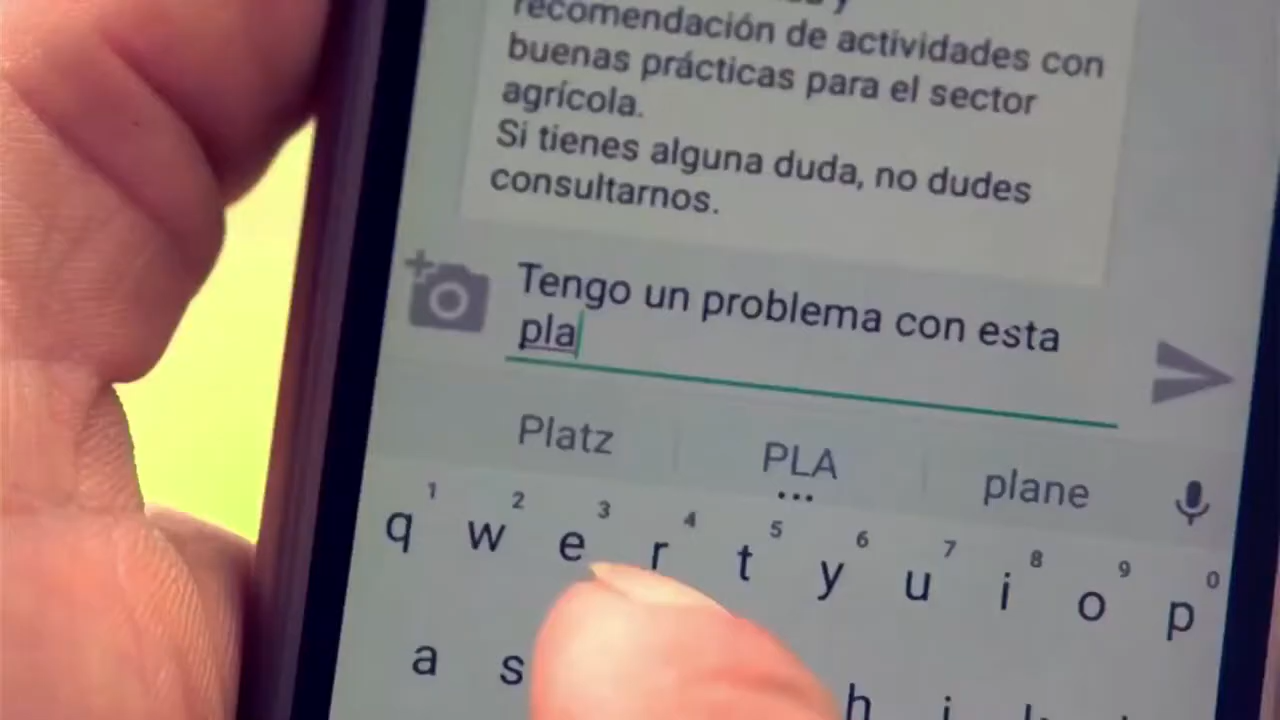 recomendación de actividades con
buenas prácticas para el sector
agrícola.
Si tienes alguna duda, no dudes
consultarnos.
Tengo un problema con esta
pla
Platz PLA plane
1 2 3 4 5 6 7 8 9 0
q w e r t y u i o p
a s h